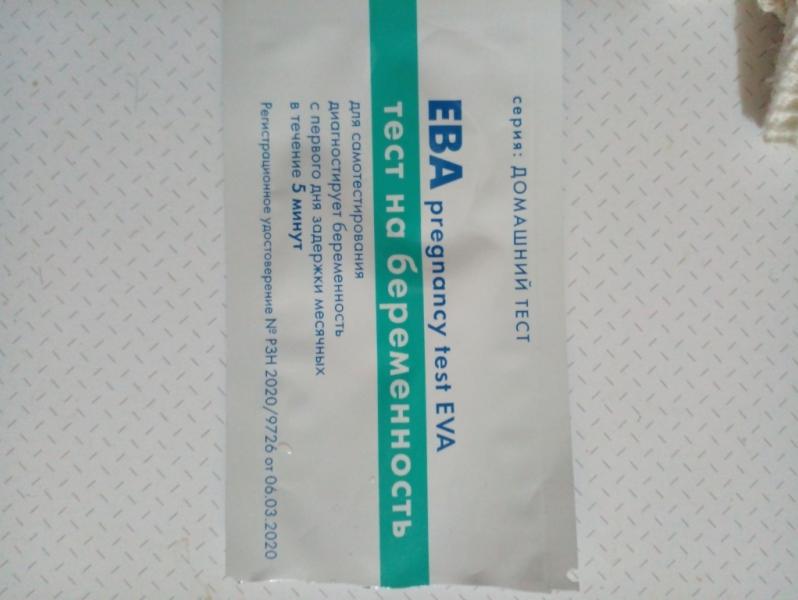 серия: ДОМАШНИЙ ТЕСТ
ЕВА pregnancy test EVA
тест на беременность
для самотестирования
диагностирует беременность
с первого дня задержки месячных
в течение 5 минут
Регистрационное удостоверение № РЗН 2020/9726 от 06.03.2020